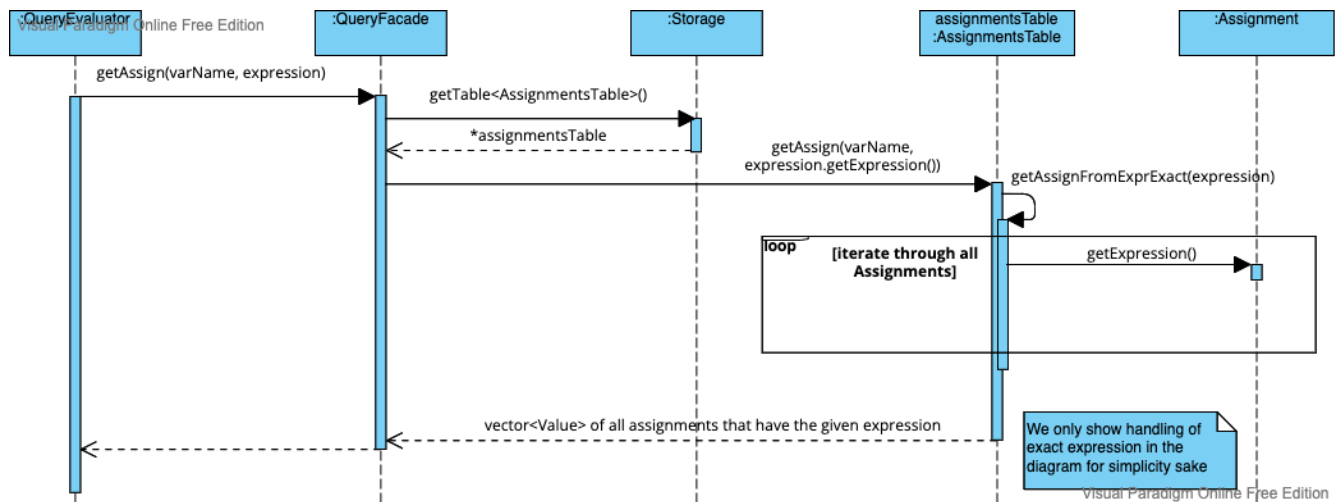 :QueryEvaluator
:QueryFacade
:Storage
assignmentsTable
:AssignmentsTable
:Assignment
Visual Paradigm Online Free Edition
getAssign(varName, expression)
getTable<AssignmentsTable>()
*assignmentsTable
getAssign(varName,
expression.getExpression())
getAssignFromExprExact(expression)
loop
[iterate through all
Assignments]
getExpression()
vector<Value> of all assignments that have the given expression
We only show handling of
exact expression in the
diagram for simplicity sake
Visual Paradigm Online Free Edition